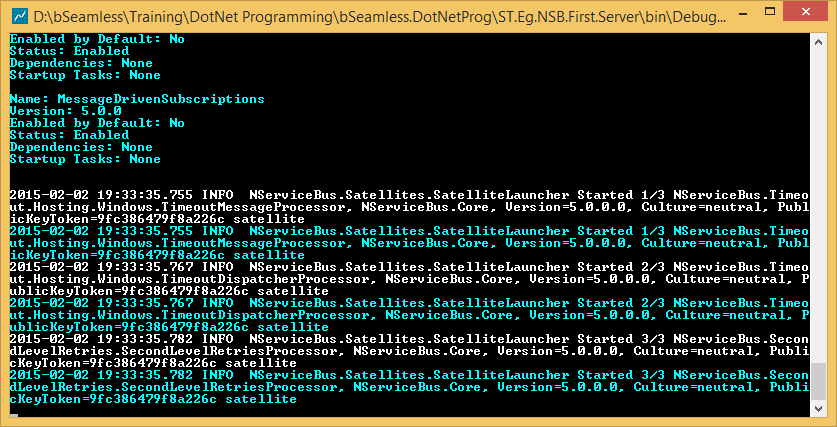 D:\bSeamless\Training\DotNet Programming\bSeamless.DotNetProg\ST.Eg.NSB.First.Server\bin\Debug...
Enabled by Default: No
Status: Enabled
Dependencies: None
Startup Tasks: None
Name: MessageDrivenSubscriptions
Version: 5.0.0
Enabled by Default: No
Status: Enabled
Dependencies: None
Startup Tasks: None
2015-02-02 19:33:35.755 INFO  NServiceBus.Satellites.SatelliteLauncher Started 1/3 NServiceBus.Timeo
ut.Hosting.Windows.TimeoutMessageProcessor, NServiceBus.Core, Version=5.0.0.0, Culture=neutral, Publ
icKeyToken=9fc386479f8a226c satellite
2015-02-02 19:33:35.755 INFO  NServiceBus.Satellites.SatelliteLauncher Started 1/3 NServiceBus.Timeo
ut.Hosting.Windows.TimeoutMessageProcessor, NServiceBus.Core, Version=5.0.0.0, Culture=neutral, Publ
icKeyToken=9fc386479f8a226c satellite
2015-02-02 19:33:35.767 INFO  NServiceBus.Satellites.SatelliteLauncher Started 2/3 NServiceBus.Timeo
ut.Hosting.Windows.TimeoutDispatcherProcessor, NServiceBus.Core, Version=5.0.0.0, Culture=neutral, P
ublicKeyToken=9fc386479f8a226c satellite
2015-02-02 19:33:35.767 INFO  NServiceBus.Satellites.SatelliteLauncher Started 2/3 NServiceBus.Timeo
ut.Hosting.Windows.TimeoutDispatcherProcessor, NServiceBus.Core, Version=5.0.0.0, Culture=neutral, P
ublicKeyToken=9fc386479f8a226c satellite
2015-02-02 19:33:35.782 INFO  NServiceBus.Satellites.SatelliteLauncher Started 3/3 NServiceBus.Secon
dLevelRetries.SecondLevelRetriesProcessor, NServiceBus.Core, Version=5.0.0.0, Culture=neutral, Publi
cKeyToken=9fc386479f8a226c satellite
2015-02-02 19:33:35.782 INFO  NServiceBus.Satellites.SatelliteLauncher Started 3/3 NServiceBus.Secon
dLevelRetries.SecondLevelRetriesProcessor, NServiceBus.Core, Version=5.0.0.0, Culture=neutral, Publi
cKeyToken=9fc386479f8a226c satellite